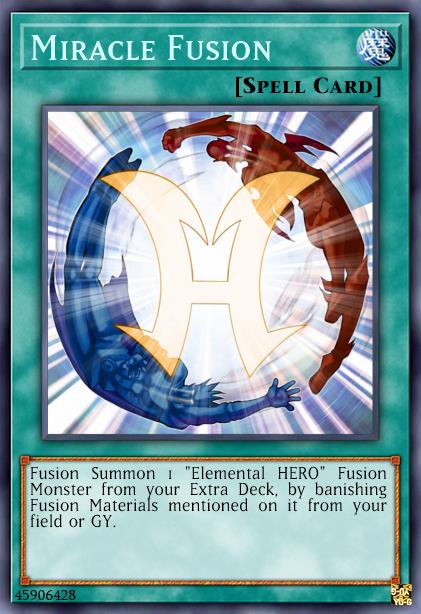 Miracle Fusion
魔
[Spell Card]
H
Fusion Summon 1 "Elemental HERO" Fusion
Monster from your Extra Deck, by banishing
Fusion Materials mentioned on it from your
field or GY.
45906428